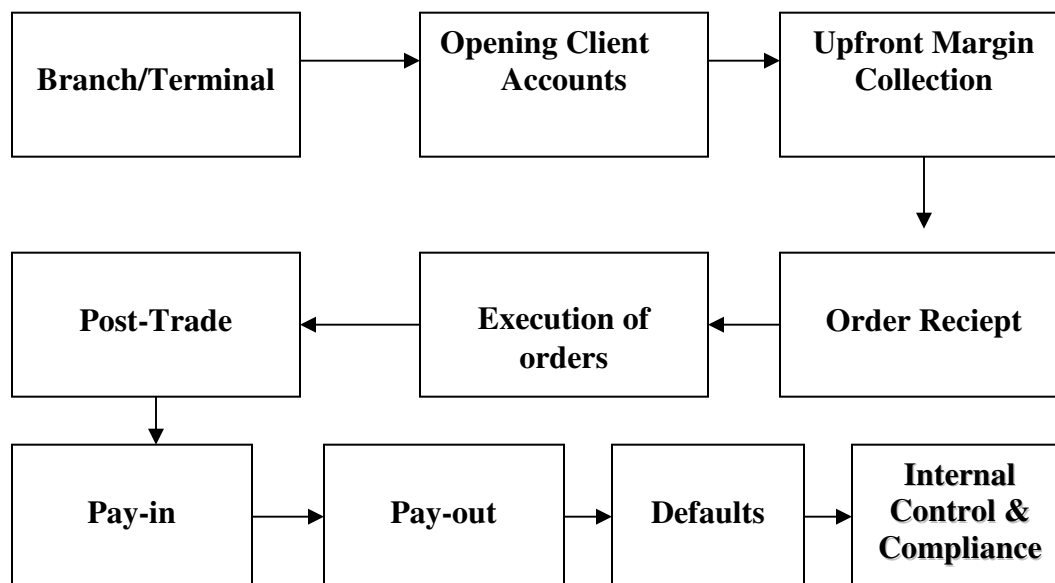 Branch/Terminal
Opening Client
Accounts
Upfront Margin
Collection
Order Reciept
Execution of
orders
Post-Trade
Pay-in
Pay-out
Defaults
Internal
Control &
Compliance